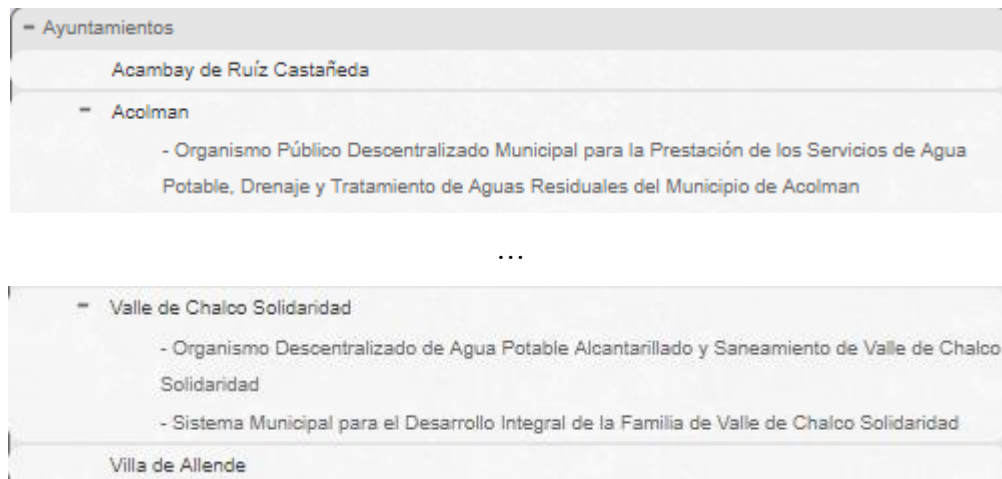 - Ayuntamientos
Acambay de Ruíz Castañeda
- Acolman
- Organismo Público Descentralizado Municipal para la Prestación de los Servicios de Agua
Potable, Drenaje y Tratamiento de Aguas Residuales del Municipio de Acolman
...
- Valle de Chalco Solidaridad
- Organismo Descentralizado de Agua Potable Alcantarillado y Saneamiento de Valle de Chalco
Solidaridad
- Sistema Municipal para el Desarrollo Integral de la Familia de Valle de Chalco Solidaridad
Villa de Allende